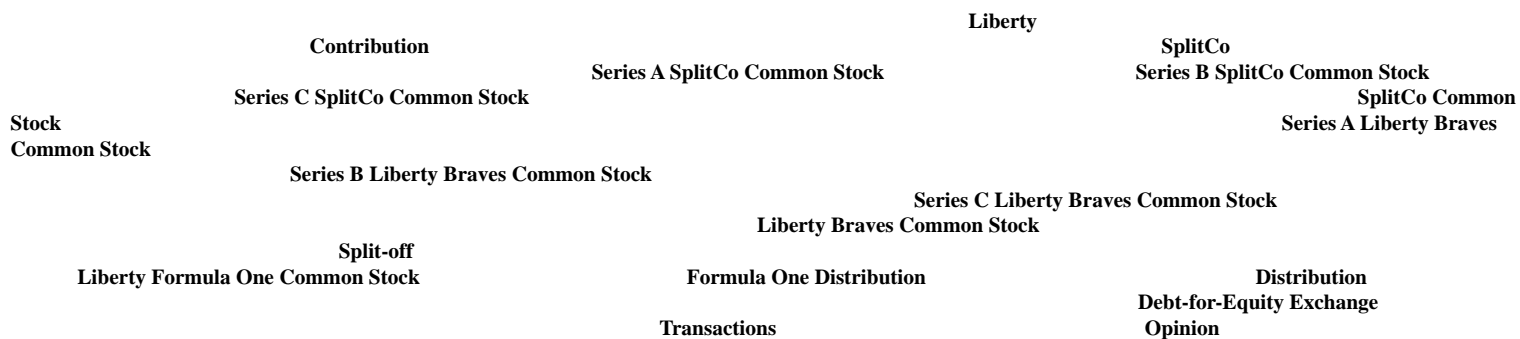 Liberty
Contribution SplitCo
Series A SplitCo Common Stock Series B SplitCo Common Stock
Series C SplitCo Common Stock SplitCo Common
Stock Series A Liberty Braves
Common Stock
Series B Liberty Braves Common Stock
Series C Liberty Braves Common Stock
Liberty Braves Common Stock
Split-off
Liberty Formula One Common Stock Formula One Distribution Distribution
Debt-for-Equity Exchange
Transactions Opinion